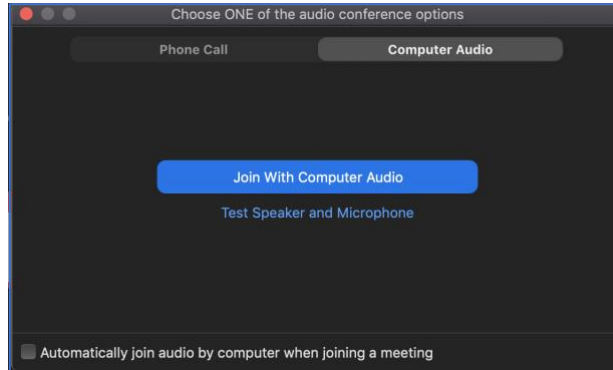 Choose ONE of the audio conference options
Phone Call
Computer Audio
Join With Computer Audio
Test Speaker and Microphone
Automatically join audio by computer when joining a meeting